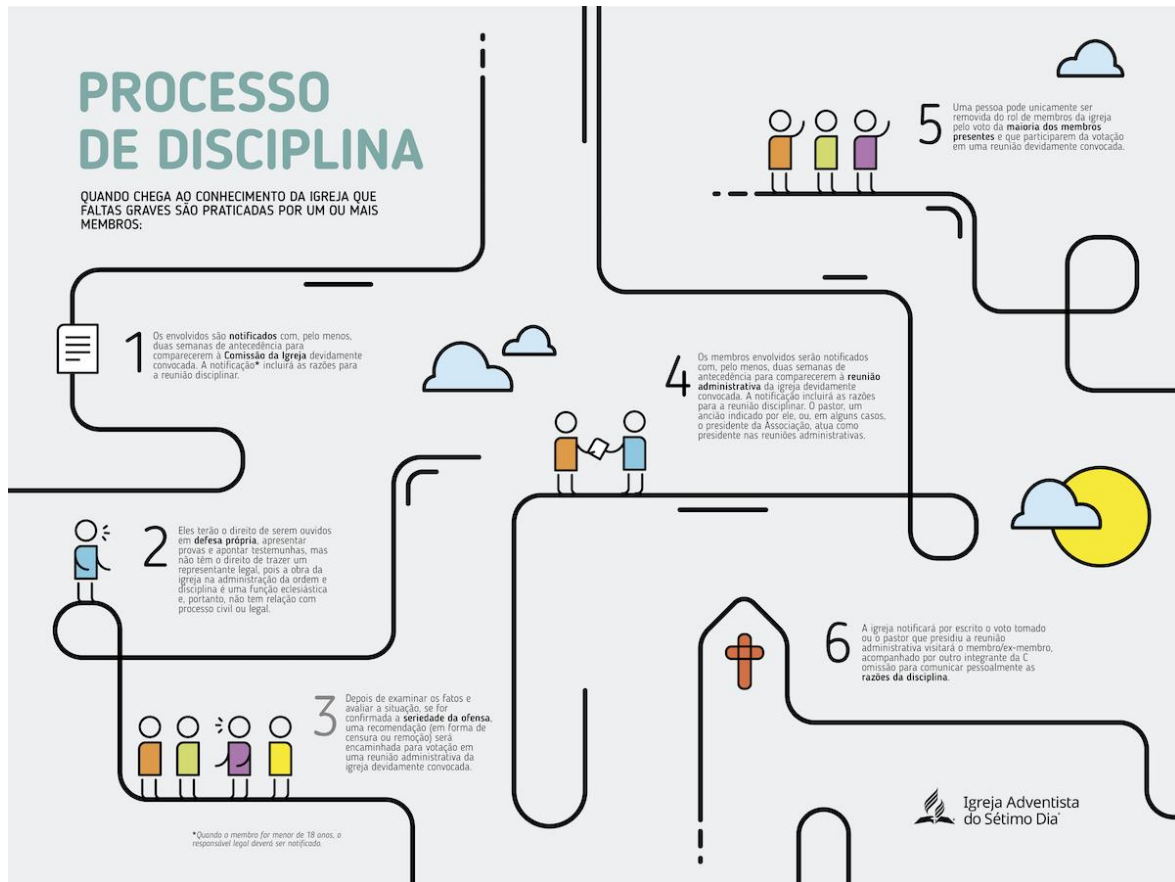 PROCESSO
DE DISCIPLINA
QUANDO CHEGA AO CONHECIMENTO DA IGREJA QUE
FALTAS GRAVES SÃO PRATICADAS POR UM OU MAIS
MEMBROS:
1
Os envolvidos são notificados com, pelo menos,
duas semanas de antecedência para
comparecerem à Comissão da Igreja devidamente
convocada. A notificação* incluirá as razões para
a reunião disciplinar.
2
Eles terão o direito de serem ouvidos
em defesa própria, apresentar
provas e apontar testemunhas, mas
não têm o direito de trazer um
representante legal, pois a obra da
igreja na administração da ordem e
disciplina é uma função eclesiástica
e, portanto, não tem relação com
processo civil ou legal.
3
Depois de examinar os fatos e
avaliar a situação, se for
confirmada a seriedade da ofensa,
uma recomendação (em forma de
censura ou remoção) será
encaminhada para votação em
uma reunião administrativa da
igreja devidamente convocada.
*Quando o membro for menor de 18 anos, o
responsável legal deverá ser notificado.
4
Os membros envolvidos serão notificados
com, pelo menos, duas semanas de
antecedência para comparecerem à reunião
administrativa da igreja devidamente
convocada. A notificação incluirá as razões
para a reunião disciplinar. O pastor, um
ancião indicado por ele, ou, em alguns casos,
o presidente da Associação, atua como
presidente nas reuniões administrativas.
5
Uma pessoa pode unicamente ser
removida do rol de membros da igreja
pelo voto da maioria dos membros
presentes e que participarem da votação
em uma reunião devidamente convocada.
6
A igreja notificará por escrito o voto tomado
ou o pastor que presidiu a reunião
administrativa visitará o membro/ex-membro,
acompanhado por outro integrante da C
omissão para comunicar pessoalmente as
razões da disciplina.
Igreja Adventista
do Sétimo Dia